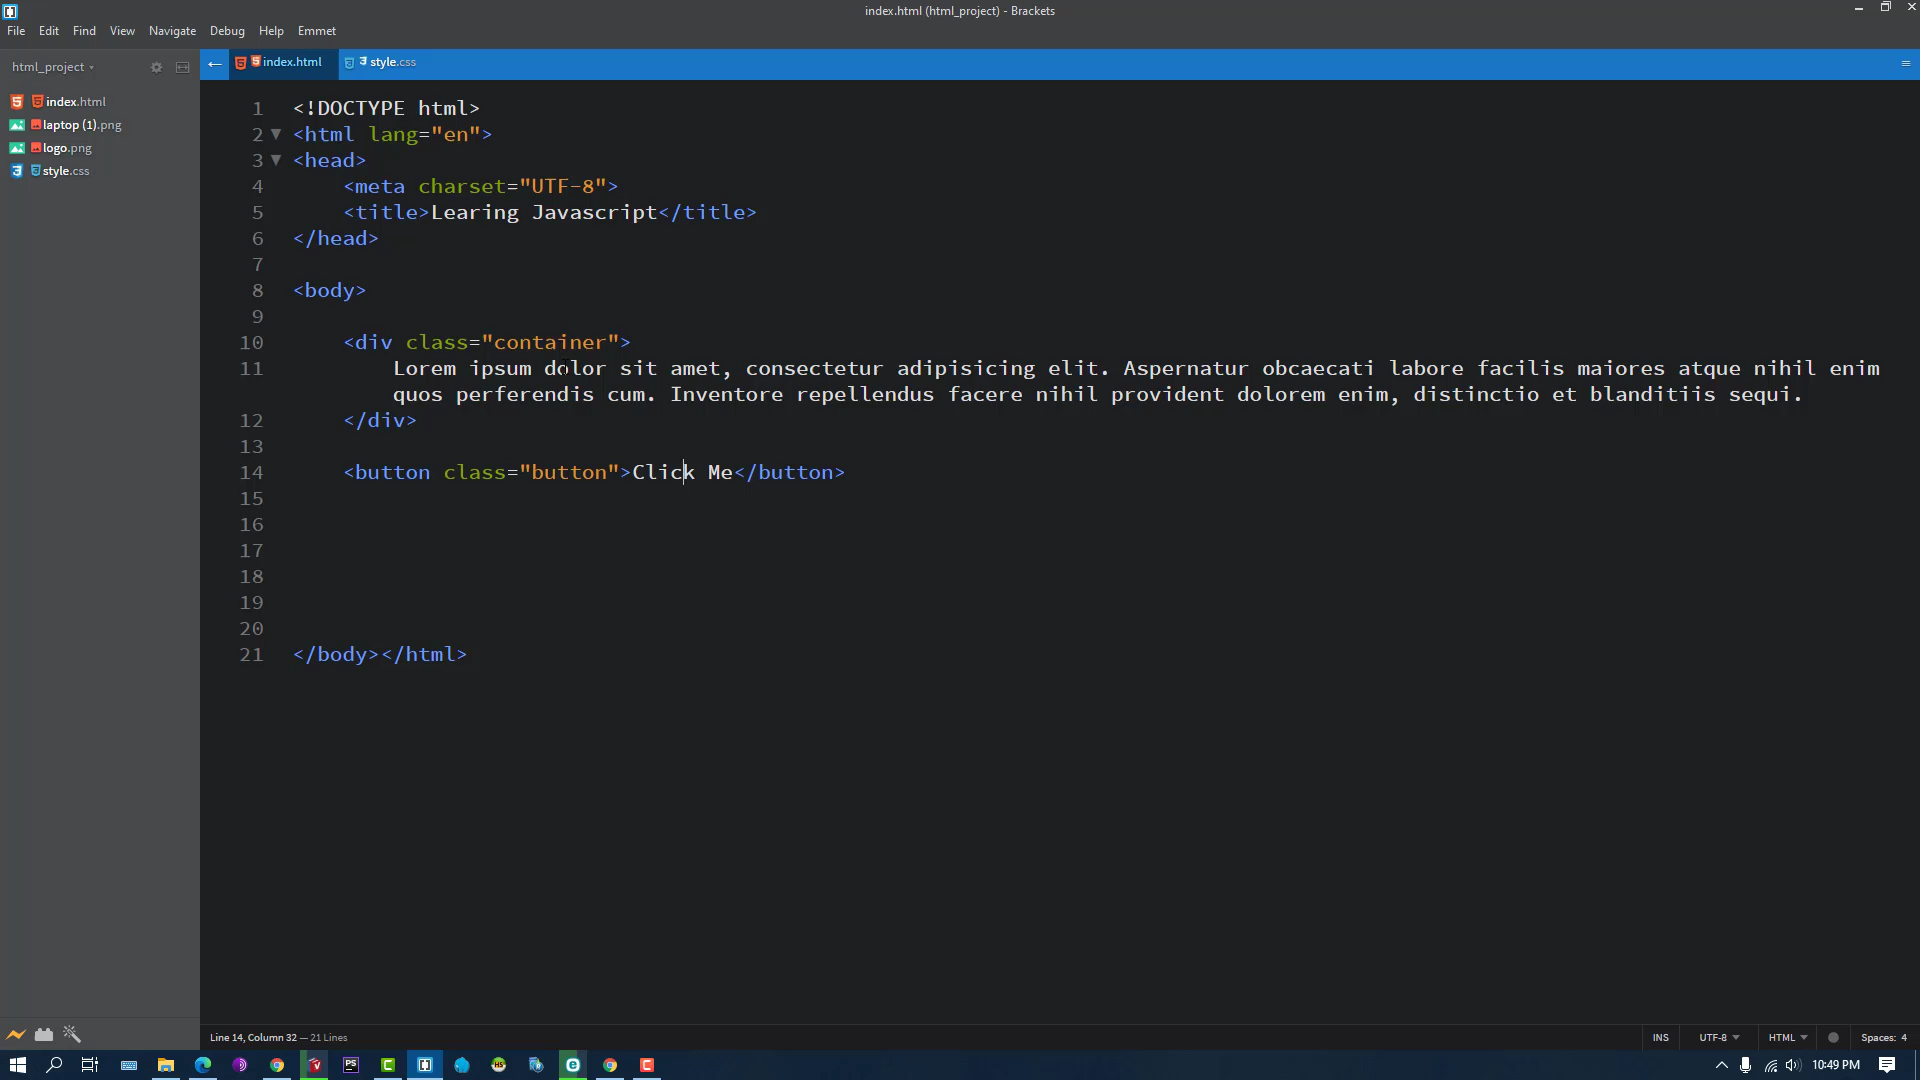 index.html (html_project) - Brackets
File Edit Find View Navigate Debug Help Emmet
html_project
index.html
laptop (1).png
logo.png
style.css
index.html style.css
1 <!DOCTYPE html>
2 <html lang="en">
3 <head>
4 <meta charset="UTF-8">
5 <title>Learing Javascript</title>
6 </head>
7
8 <body>
9
10 <div class="container">
11 Lorem ipsum dolor sit amet, consectetur adipisicing elit. Aspernatur obcaecati labore facilis maiores atque nihil enim
quos perferendis cum. Inventore repellendus facere nihil provident dolorem enim, distinctio et blanditiis sequi.
12 </div>
13
14 <button class="button">Click Me</button>
15
16
17
18
19
20
21 </body></html>
Line 14, Column 32 — 21 Lines
INS UTF-8 HTML Spaces: 4
PS
10:49 PM